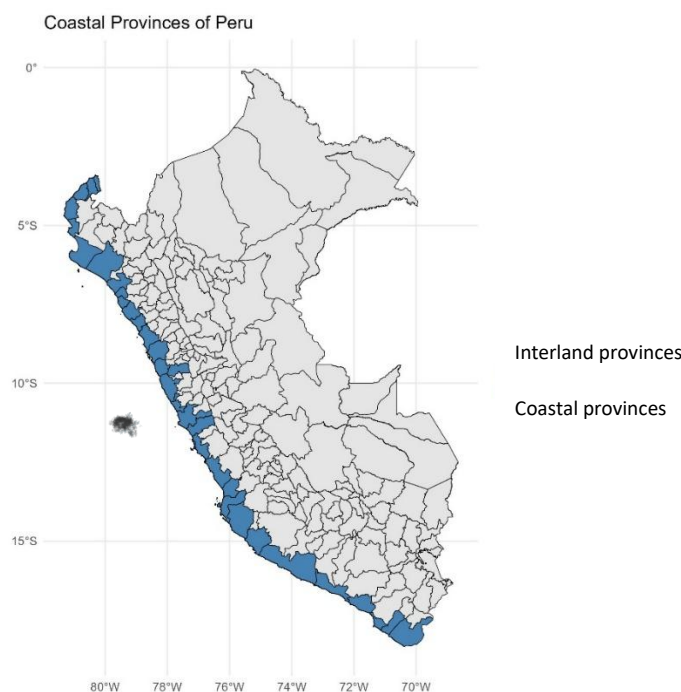 Coastal Provinces of Peru
0°
5°S
10°S
15°S
Interland provinces
Coastal provinces
80°W 78°W 76°W 74°W 72°W 70°W